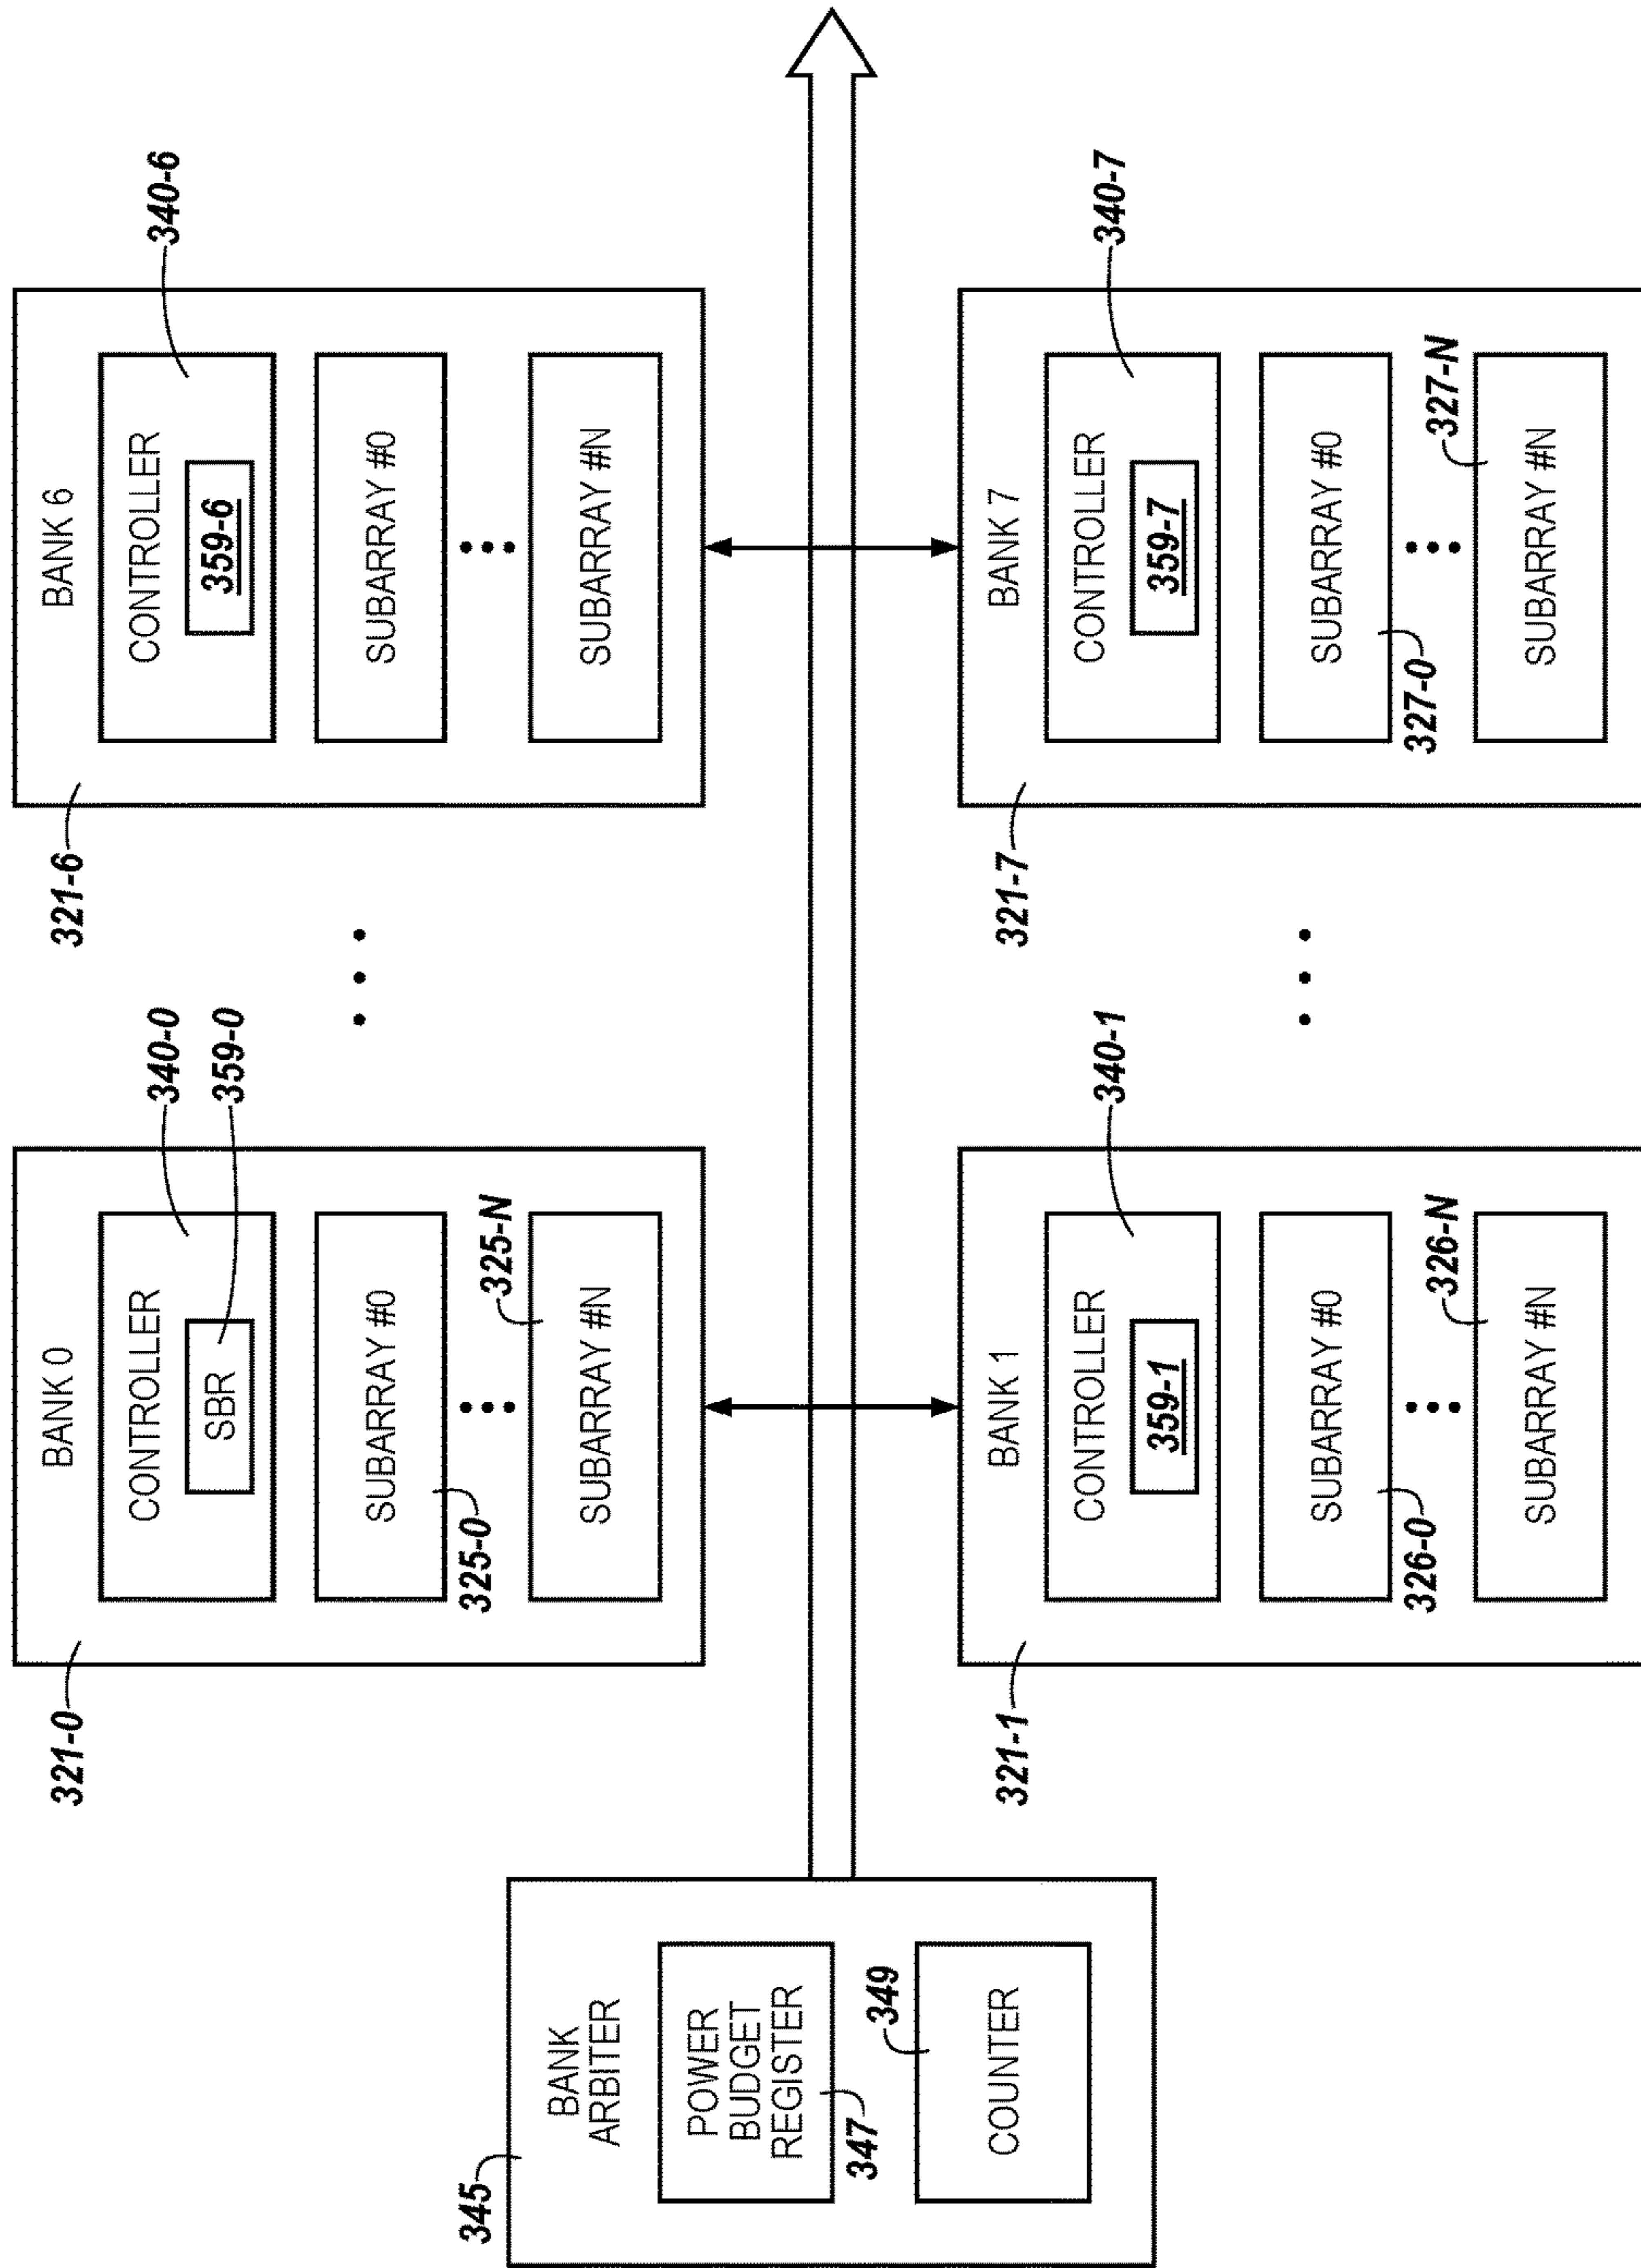 345
BANK
ARBITER
POWER
BUDGET
REGISTER
347
349
COUNTER
321-0
BANK 0
CONTROLLER
SBR
340-0
359-0
SUBARRAY #0
325-0
325-N
SUBARRAY #N
321-6
BANK 6
CONTROLLER
359-6
340-6
SUBARRAY #0
SUBARRAY #N
321-1
BANK 1
CONTROLLER
359-1
340-1
SUBARRAY #0
326-0
326-N
SUBARRAY #N
321-7
BANK 7
CONTROLLER
359-7
340-7
SUBARRAY #0
327-0
327-N
SUBARRAY #N